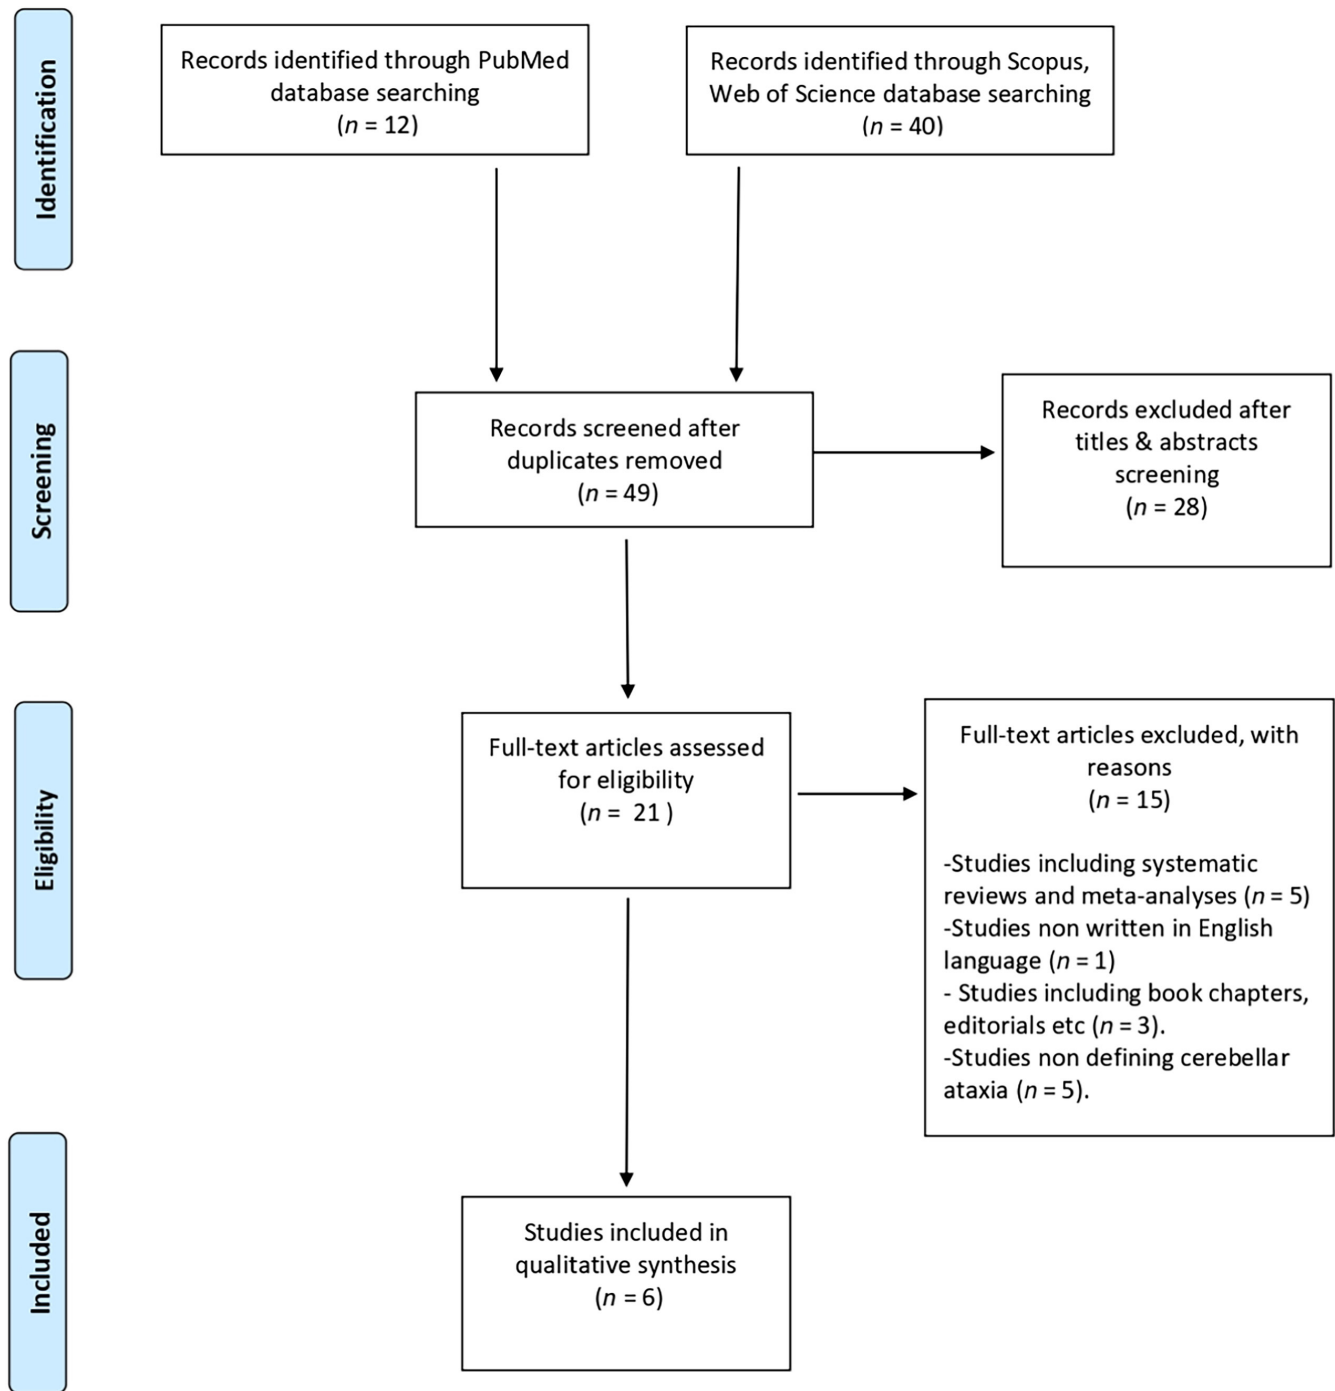 Identification
Records identified through PubMed
database searching
(n = 12)
Records identified through Scopus,
Web of Science database searching
(n = 40)
Screening
Records screened after
duplicates removed
(n = 49)
Records excluded after
titles & abstracts
screening
(n = 28)
Eligibility
Full-text articles assessed
for eligibility
(n =  21 )
Full-text articles excluded, with
reasons
(n = 15)
-Studies including systematic
reviews and meta-analyses (n = 5)
-Studies non written in English
language (n = 1)
- Studies including book chapters,
editorials etc (n = 3).
-Studies non defining cerebellar
ataxia (n = 5).
Included
Studies included in
qualitative synthesis
(n = 6)